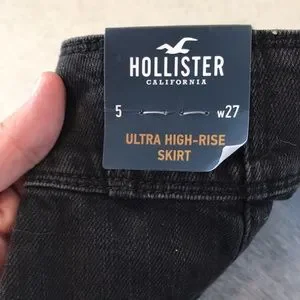 HOLLISTER
CALIFORNIA
5 w27
ULTRA HIGH-RISE
SKIRT